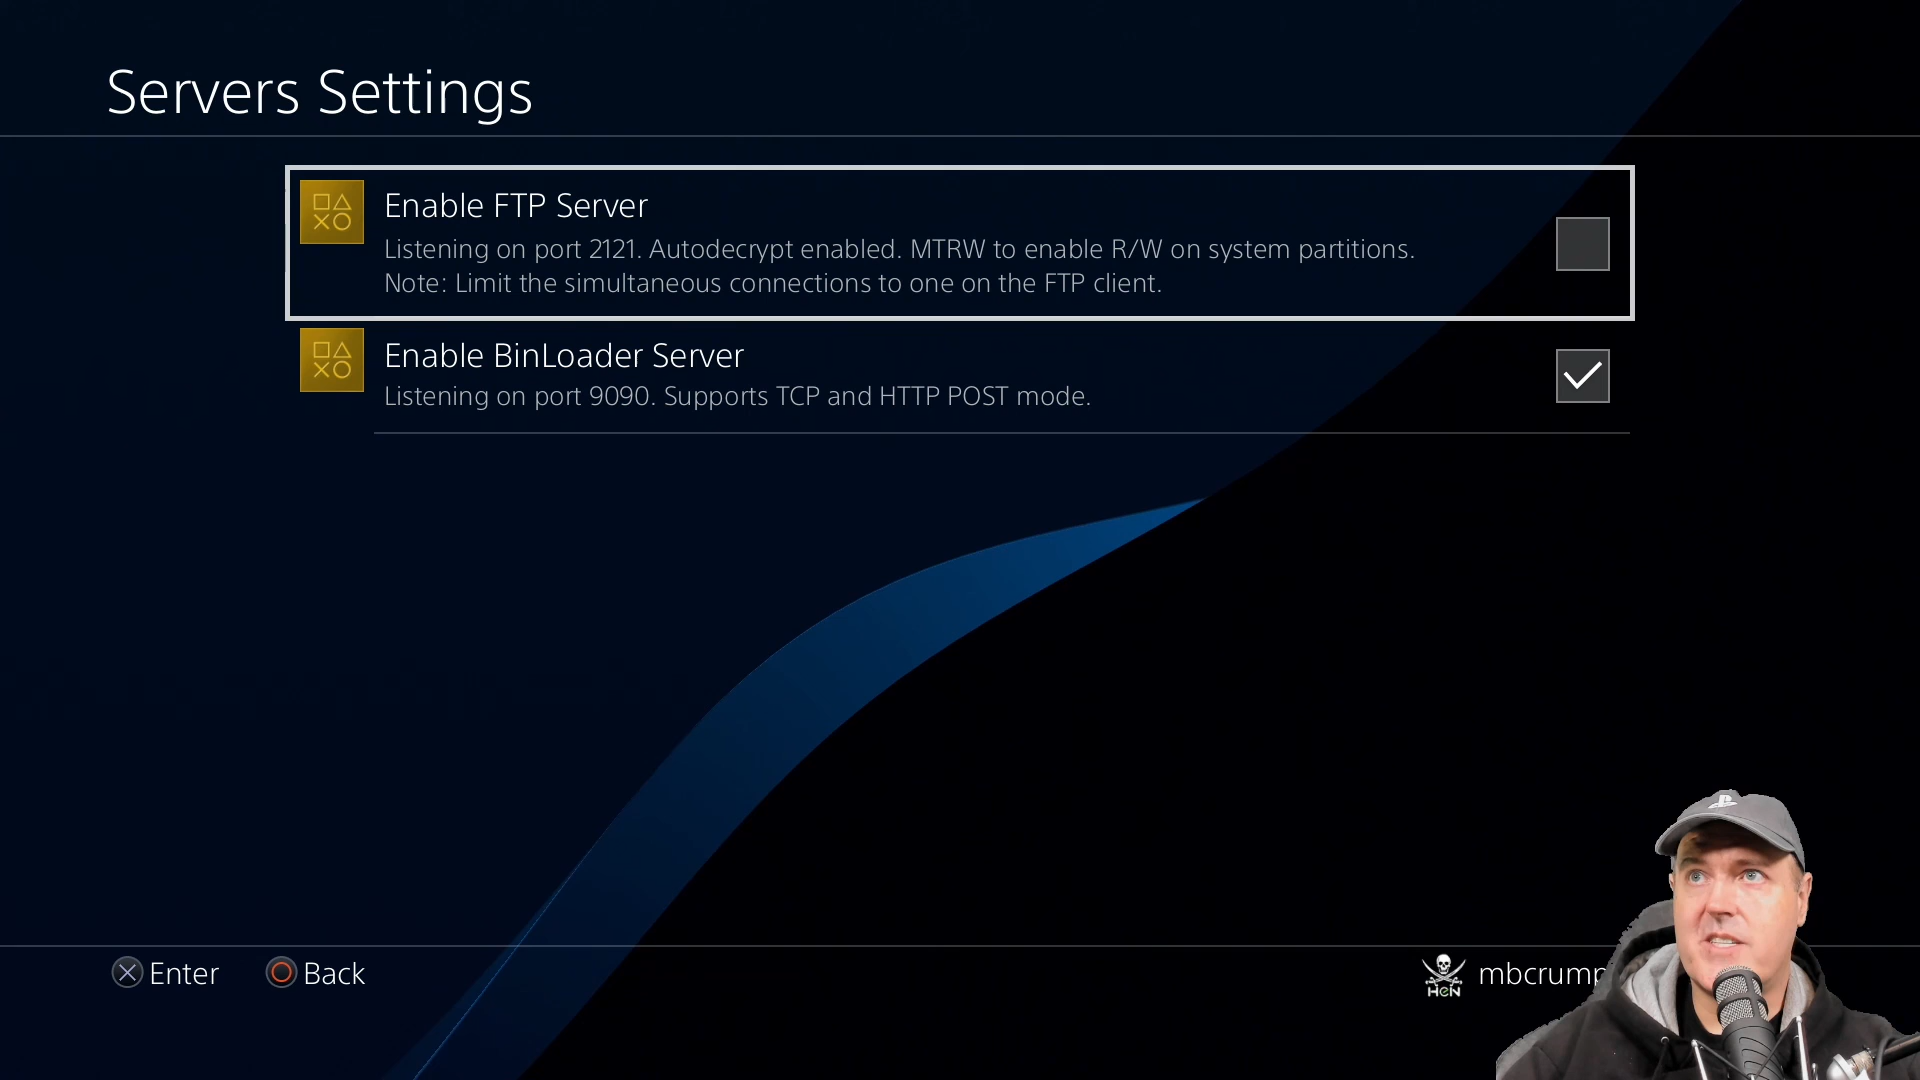 Servers Settings
Enable FTP Server
Listening on port 2121. Autodecrypt enabled. MTRW to enable R/W on system partitions.
Note: Limit the simultaneous connections to one on the FTP client.
Enable BinLoader Server
Listening on port 9090. Supports TCP and HTTP POST mode.
Enter
Back
HeN
mbcrump